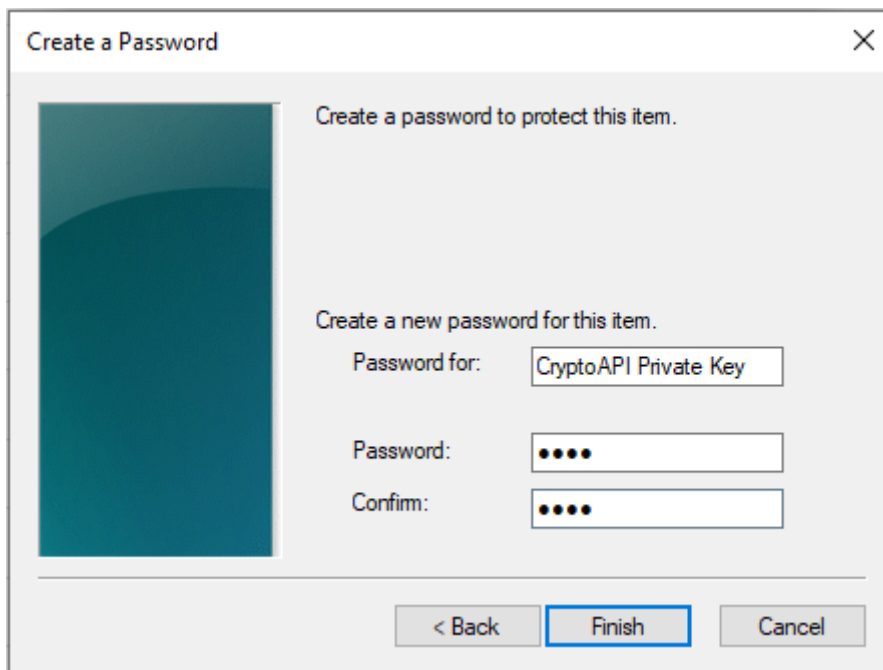 Create a Password
Create a password to protect this item.
Create a new password for this item.
Password for: CryptoAPI Private Key
Password: ●●●●
Confirm: ●●●●
< Back Finish Cancel